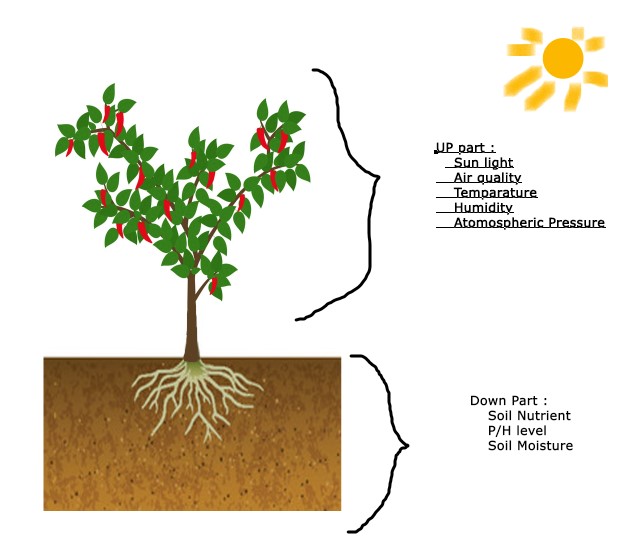 UP part :
Sun light
Air quality
Temparature
Humidity
Atomospheric Pressure
Down Part :
Soil Nutrient
P/H level
Soil Moisture